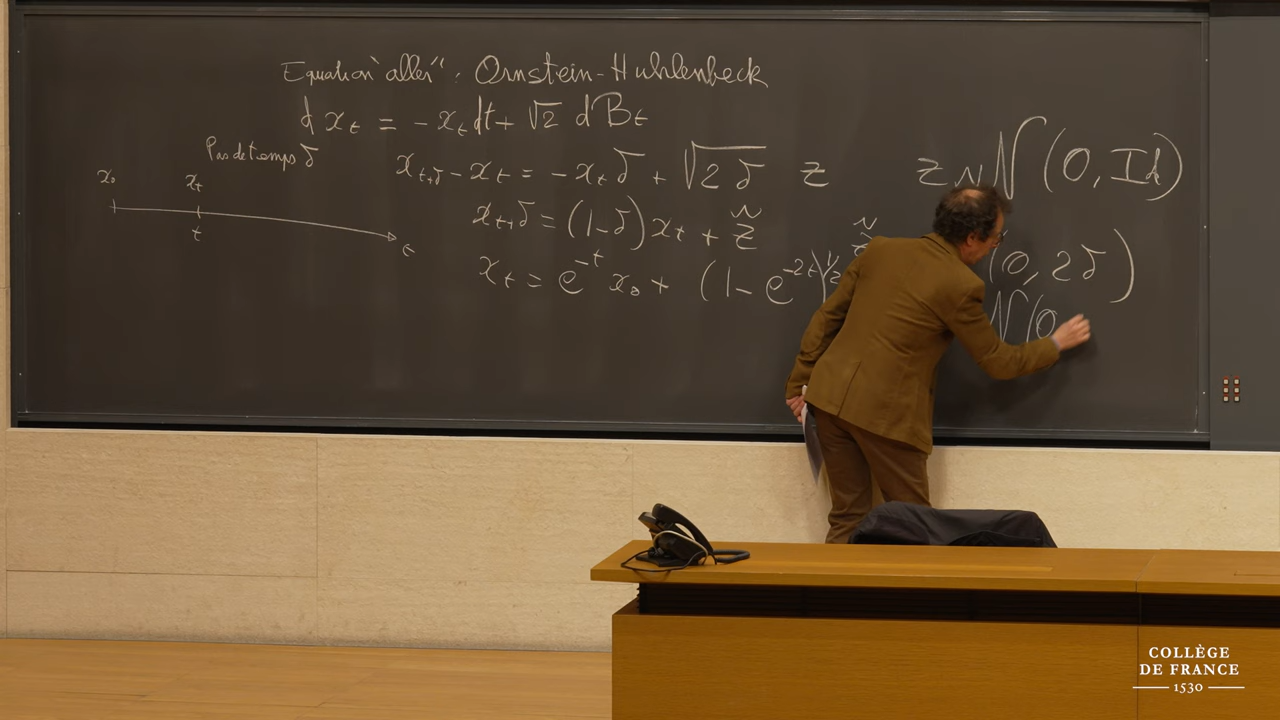 Equation "aller" : Ornstein-Huhlenbeck
d x_t = - x_t dt + √2 dB_t
Pas de temps δ
x_0 x_t
t t
x_{t+δ} - x_t = - x_t δ + √(2δ) z z ~ N(0, Id)
x_{t+δ} = (1-δ) x_t + z̃ (0, 2δ)
x_t = e^{-t} x_0 + (1 - e^{-2t})^{1/2} z̃ N(0
COLLÈGE
DE FRANCE
1530